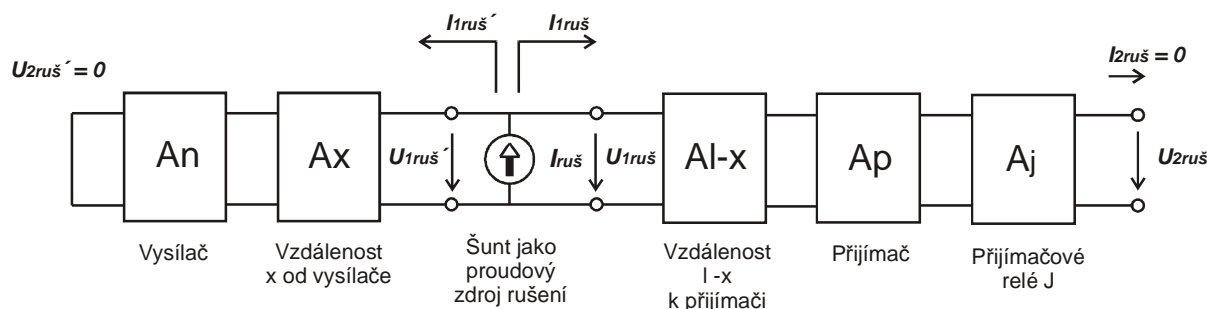 I1ruš´
I1ruš
U2ruš´= 0
I2ruš = 0
An
Ax
U1ruš´
Iruš
U1ruš
Al-x
Ap
Aj
U2ruš
Vysílač
Vzdálenost
x od vysílače
Šunt jako
proudový
zdroj rušení
Vzdálenost
l -x
k přijímači
Přijímač
Přijímačové
relé J